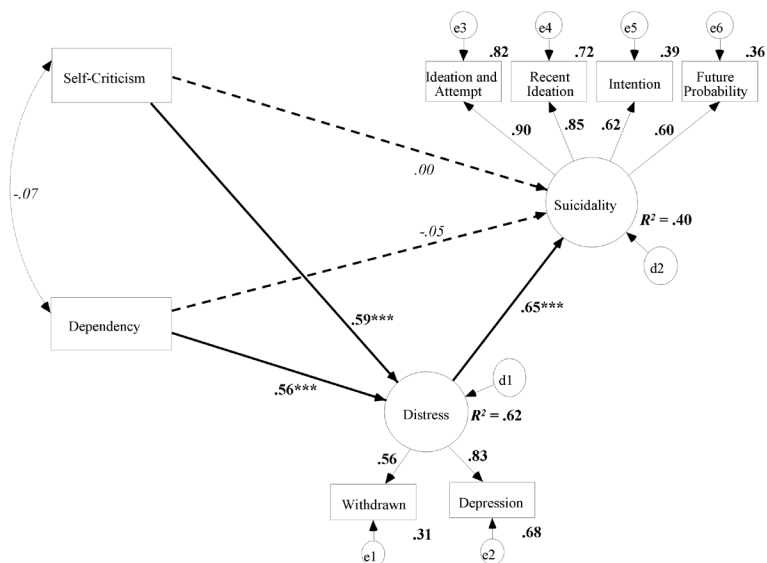 e3
e4
e5
e6
.82
.72
.39
.36
Ideation and
Attempt
Recent
Ideation
Intention
Future
Probability
Self-Criticism
.90
.85
.62
.60
.00
-.07
Suicidality
R² = .40
-.05
d2
Dependency
.59***
.65***
.56***
d1
Distress
R² = .62
.56
.83
Withdrawn
Depression
.31
.68
e1
e2